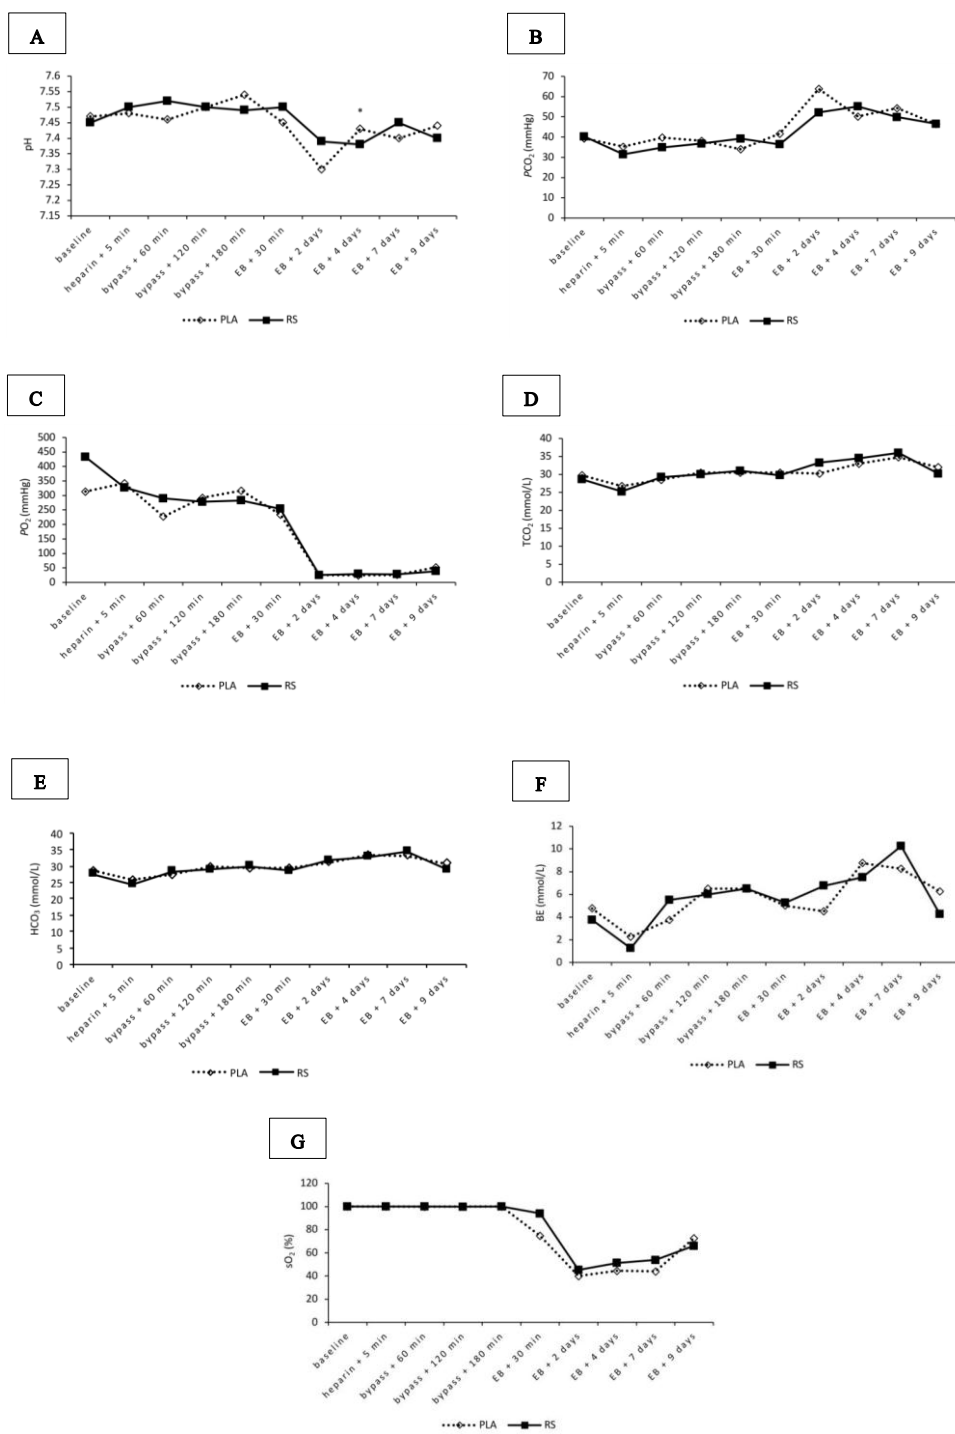 A
pH
7.6
7.5
7.45
7.4
7.3
7.2
7.15
*
baseline
heparin + 5 min
bypass + 60 min
bypass + 120 min
bypass + 180 min
EB + 30 min
EB + 2 days
EB + 4 days
EB + 7 days
EB + 9 days
PLA RS
B
PCO₂ (mmHg)
70
60
50
40
30
20
10
0
baseline
heparin + 5 min
bypass + 60 min
bypass + 120 min
bypass + 180 min
EB + 30 min
EB + 2 days
EB + 4 days
EB + 7 days
EB + 9 days
PLA RS
C
PO₂ (mmHg)
500
450
400
350
300
250
200
150
100
50
0
baseline
heparin + 5 min
bypass + 60 min
bypass + 120 min
bypass + 180 min
EB + 30 min
EB + 2 days
EB + 4 days
EB + 7 days
EB + 9 days
PLA RS
D
TCO₂ (mmol/L)
40
35
30
25
20
15
10
5
0
baseline
heparin + 5 min
bypass + 60 min
bypass + 120 min
bypass + 180 min
EB + 30 min
EB + 2 days
EB + 4 days
EB + 7 days
EB + 9 days
PLA RS
E
HCO₃ (mmol/L)
40
35
30
25
20
15
10
5
0
baseline
heparin + 5 min
bypass + 60 min
bypass + 120 min
bypass + 180 min
EB + 30 min
EB + 2 days
EB + 4 days
EB + 7 days
EB + 9 days
PLA RS
F
BE (mmol/L)
12
10
8
6
4
2
0
baseline
heparin + 5 min
bypass + 60 min
bypass + 120 min
bypass + 180 min
EB + 30 min
EB + 2 days
EB + 4 days
EB + 7 days
EB + 9 days
PLA RS
G
sO₂ (%)
120
100
80
60
40
20
0
baseline
heparin + 5 min
bypass + 60 min
bypass + 120 min
bypass + 180 min
EB + 30 min
EB + 2 days
EB + 4 days
EB + 7 days
EB + 9 days
PLA RS